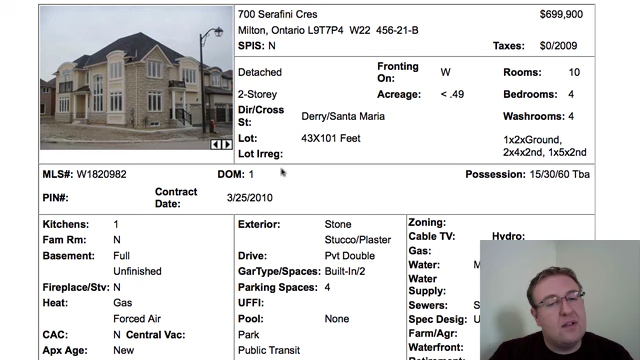 700 Serafini Cres $699,900
Milton, Ontario L9T7P4 W22 456-21-B
SPIS: N Taxes: $0/2009
Detached Fronting On: W Rooms: 10
2-Storey Acreage: < .49 Bedrooms: 4
Dir/Cross St: Derry/Santa Maria Washrooms: 4
Lot: 43X101 Feet 1x2xGround,
Lot Irreg: 2x4x2nd, 1x5x2nd
MLS#: W1820982 DOM: 1 Possession: 15/30/60 Tba
PIN#: Contract Date: 3/25/2010
Kitchens: 1 Exterior: Stone Zoning:
Fam Rm: N Stucco/Plaster Cable TV: Hydro:
Basement: Full Drive: Pvt Double Gas:
Unfinished GarType/Spaces: Built-In/2 Water:
Fireplace/Stv: N Parking Spaces: 4 Water Supply:
Heat: Gas UFFI: Sewers:
Forced Air Pool: None Spec Desig:
CAC: N Central Vac: Park Farm/Agr:
Apx Age: New Public Transit Waterfront: